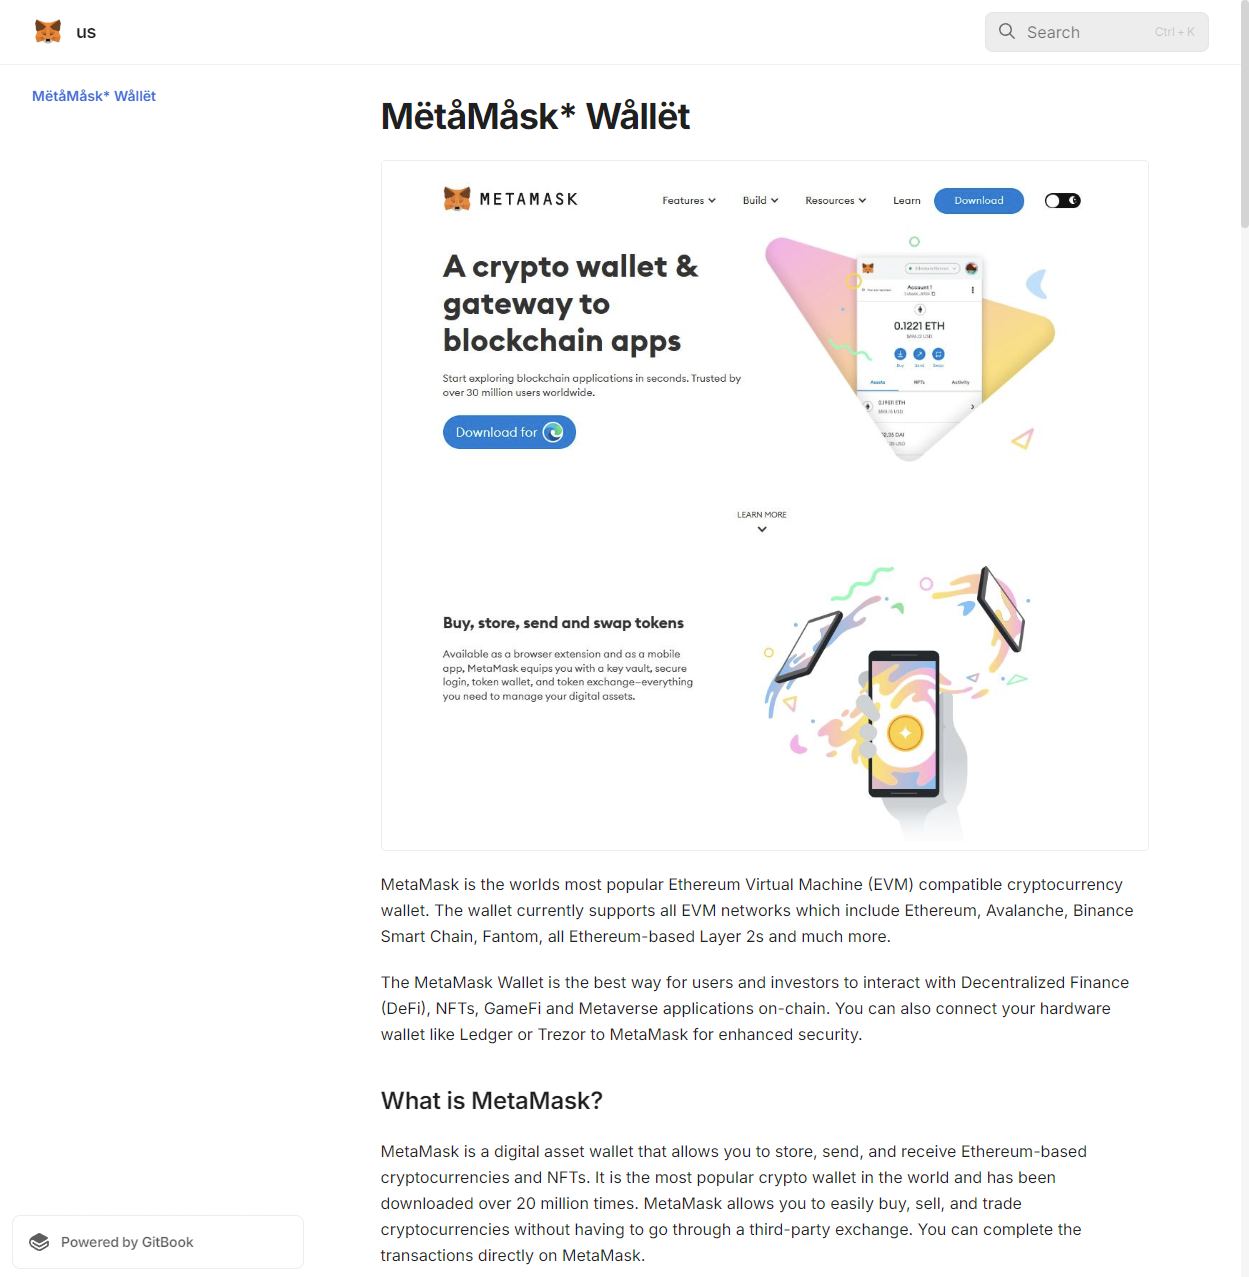 us
Search
Ctrl + K
MëtåMåsk* Wållët
MëtåMåsk* Wållët
METAMASK
Features
Build
Resources
Learn
Download
A crypto wallet &
gateway to
blockchain apps
Start exploring blockchain applications in seconds. Trusted by
over 30 million users worldwide.
Download for
Account 1
0.1221 ETH
Buy
Send
Swap
Assets
NFTs
Activity
LEARN MORE
Buy, store, send and swap tokens
Available as a browser extension and as a mobile
app, MetaMask equips you with a key vault, secure
login, token wallet, and token exchange—everything
you need to manage your digital assets.
MetaMask is the worlds most popular Ethereum Virtual Machine (EVM) compatible cryptocurrency
wallet. The wallet currently supports all EVM networks which include Ethereum, Avalanche, Binance
Smart Chain, Fantom, all Ethereum-based Layer 2s and much more.
The MetaMask Wallet is the best way for users and investors to interact with Decentralized Finance
(DeFi), NFTs, GameFi and Metaverse applications on-chain. You can also connect your hardware
wallet like Ledger or Trezor to MetaMask for enhanced security.
What is MetaMask?
MetaMask is a digital asset wallet that allows you to store, send, and receive Ethereum-based
cryptocurrencies and NFTs. It is the most popular crypto wallet in the world and has been
downloaded over 20 million times. MetaMask allows you to easily buy, sell, and trade
cryptocurrencies without having to go through a third-party exchange. You can complete the
transactions directly on MetaMask.
Powered by GitBook